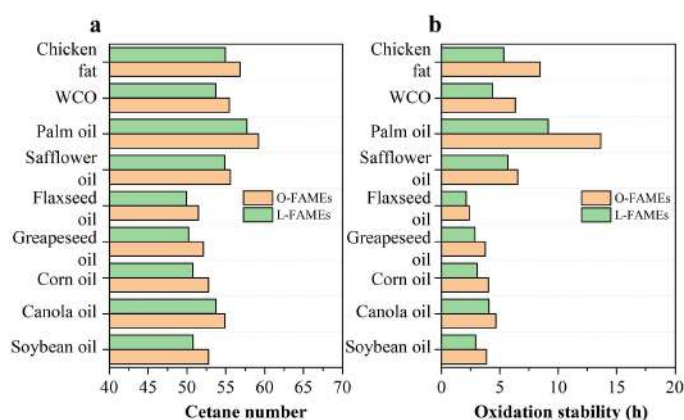 a
Chicken
fat
WCO
Palm oil
Safflower
oil
Flaxseed
oil
Greapeseed
oil
Corn oil
Canola oil
Soybean oil
O-FAMEs
L-FAMEs
40 45 50 55 60 65 70
Cetane number
b
Chicken
fat
WCO
Palm oil
Safflower
oil
Flaxseed
oil
Greapeseed
oil
Corn oil
Canola oil
Soybean oil
O-FAMEs
L-FAMEs
0 5 10 15 20
Oxidation stability (h)